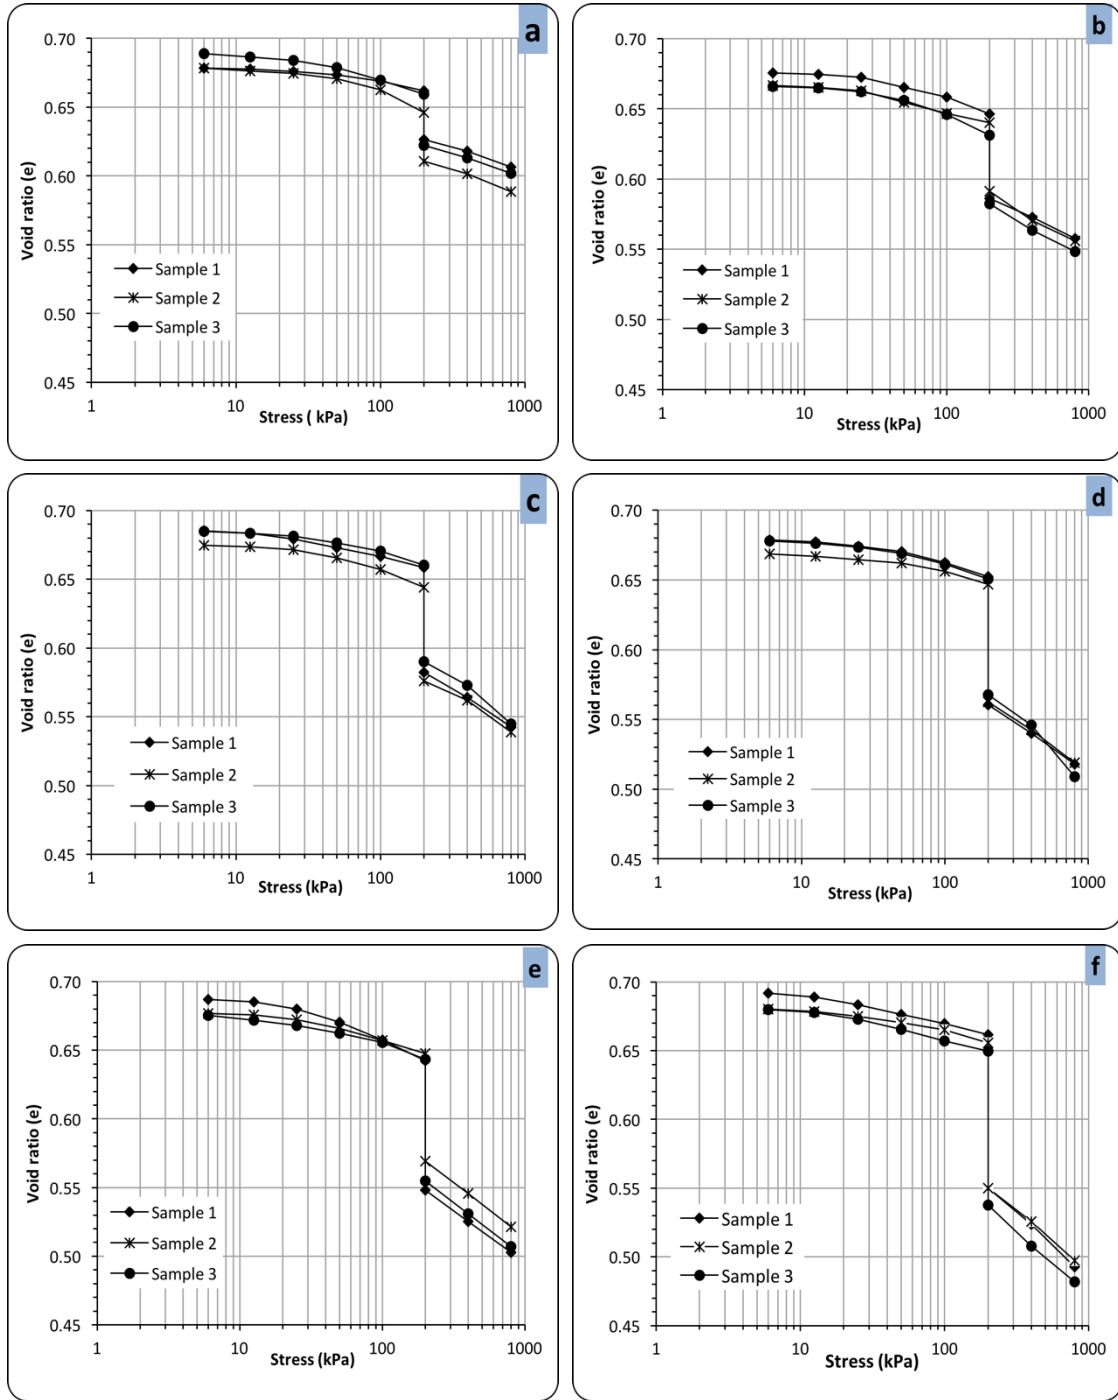 a
0.70
0.65
0.60
0.55
0.50
0.45
Void ratio (e)
Sample 1
Sample 2
Sample 3
1 10 100 1000
Stress ( kPa)
b
0.70
0.65
0.60
0.55
0.50
0.45
Void ratio (e)
Sample 1
Sample 2
Sample 3
1 10 100 1000
Stress (kPa)
c
0.70
0.65
0.60
0.55
0.50
0.45
Void ratio (e)
Sample 1
Sample 2
Sample 3
1 10 100 1000
Stress (kPa)
d
0.70
0.65
0.60
0.55
0.50
0.45
Void ratio (e)
Sample 1
Sample 2
Sample 3
1 10 100 1000
Stress (kPa)
e
0.70
0.65
0.60
0.55
0.50
0.45
Void ratio (e)
Sample 1
Sample 2
Sample 3
1 10 100 1000
Stress (kPa)
f
0.70
0.65
0.60
0.55
0.50
0.45
Void ratio (e)
Sample 1
Sample 2
Sample 3
1 10 100 1000
Stress (kPa)